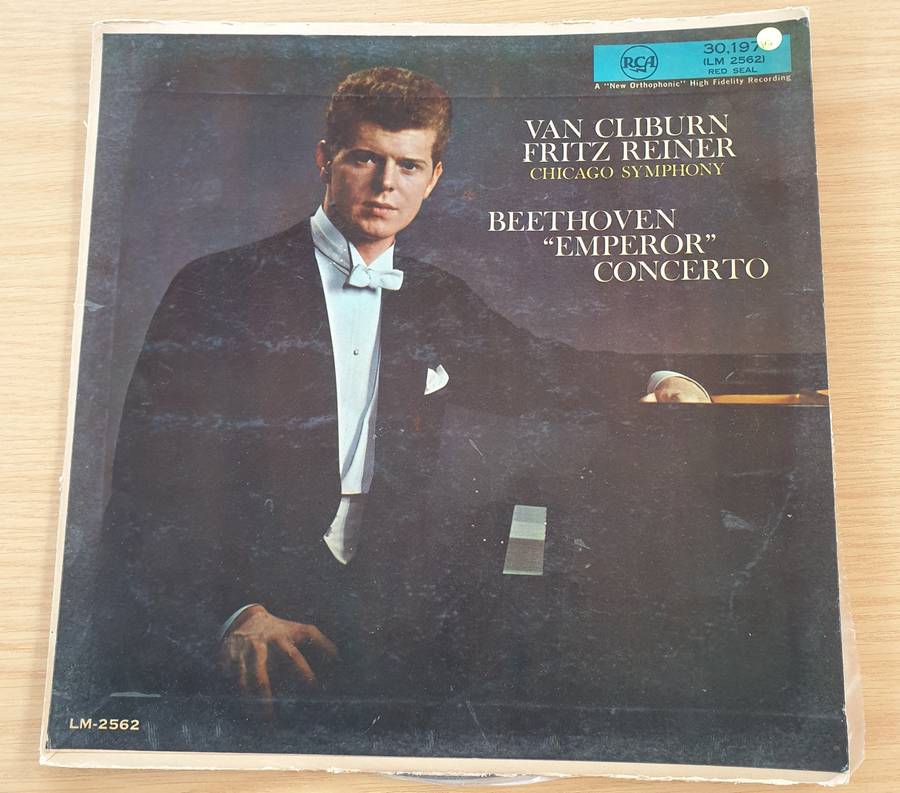 RCA
30,197
(LM 2562)
RED SEAL
A "New Orthophonic" High Fidelity Recording
VAN CLIBURN
FRITZ REINER
CHICAGO SYMPHONY
BEETHOVEN
"EMPEROR"
CONCERTO
LM-2562